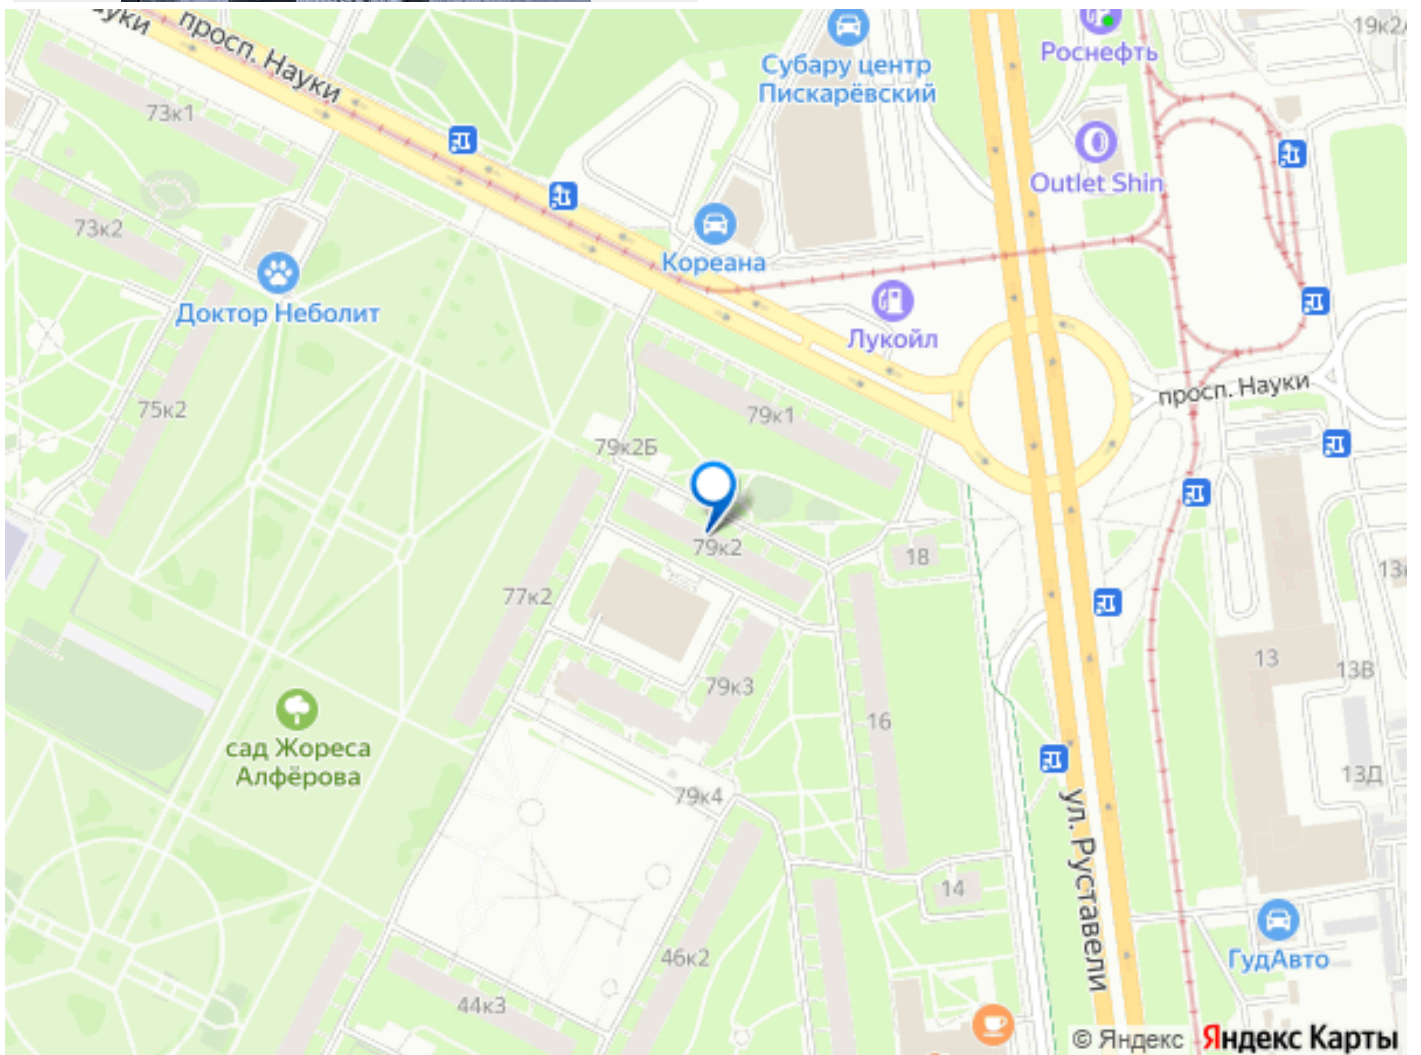 уки
просп. Науки
Субару центр
Пискарёвский
Роснефть
19к2А
73к1
Outlet Shin
73к2
Кореана
Доктор Неболит
Лукойл
просп. Науки
75к2
79к1
79к2Б
79к2
18
77к2
79к3
13
13В
16
сад Жореса
Алфёрова
13Д
79к4
ул. Руставели
14
46к2
ГудАвто
44к3
© Яндекс
Яндекс Карты